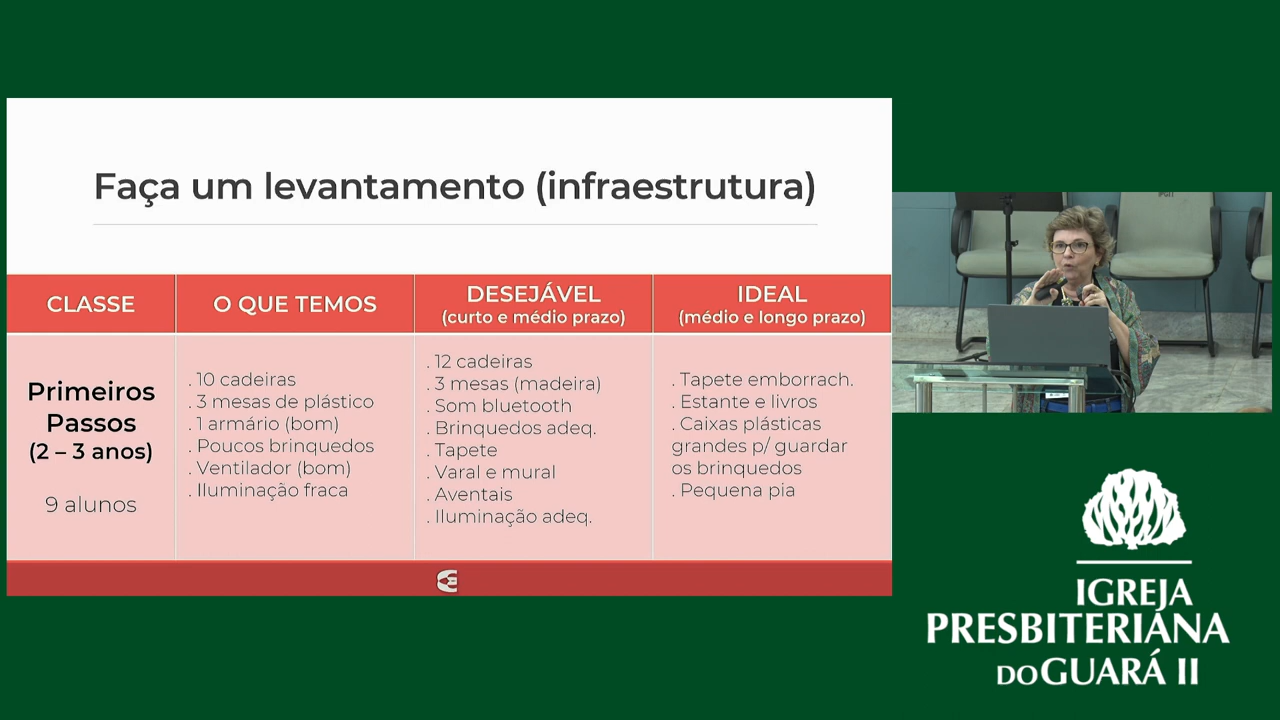 Faça um levantamento (infraestrutura)
CLASSE
O QUE TEMOS
DESEJÁVEL
(curto e médio prazo)
IDEAL
(médio e longo prazo)
Primeiros
Passos
(2 – 3 anos)
9 alunos
. 10 cadeiras
. 3 mesas de plástico
. 1 armário (bom)
. Poucos brinquedos
. Ventilador (bom)
. Iluminação fraca
. 12 cadeiras
. 3 mesas (madeira)
. Som bluetooth
. Brinquedos adeq.
. Tapete
. Varal e mural
. Aventais
. Iluminação adeq.
. Tapete emborrach.
. Estante e livros
. Caixas plásticas
grandes p/ guardar
os brinquedos
. Pequena pia
IGREJA
PRESBITERIANA
DO GUARÁ II